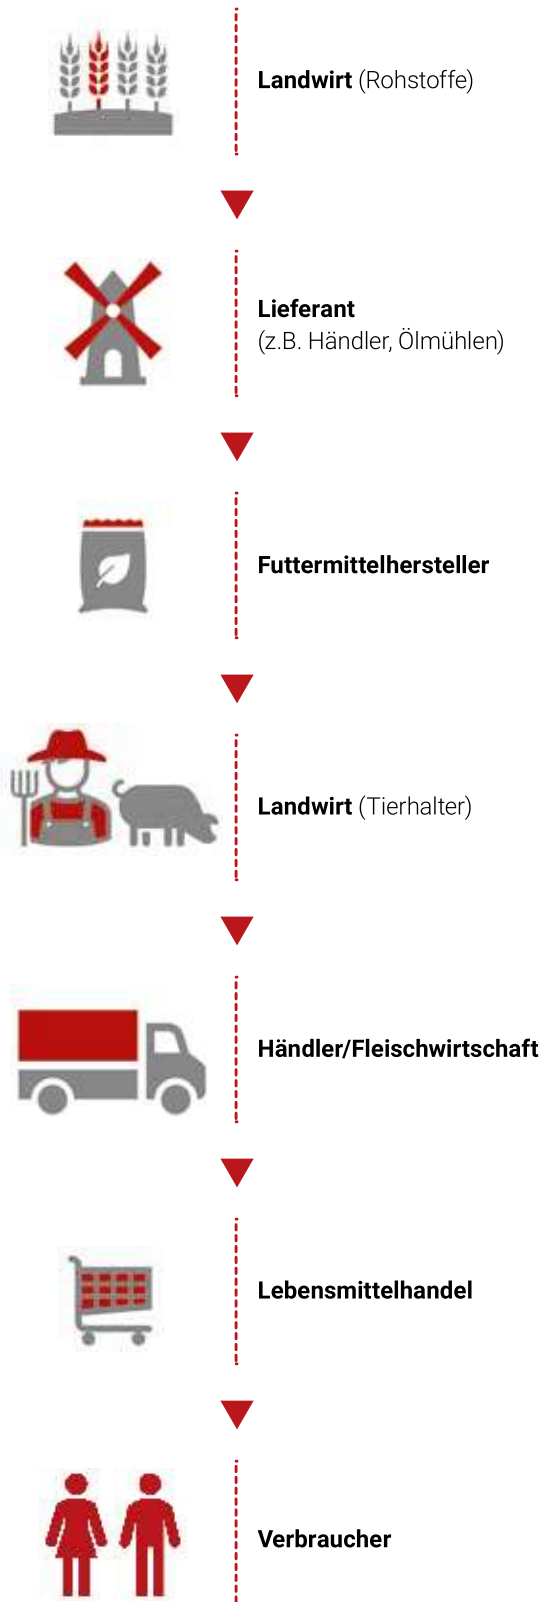 Landwirt (Rohstoffe)
Lieferant
(z.B. Händler, Ölmühlen)
Futtermittelhersteller
Landwirt (Tierhalter)
Händler/Fleischwirtschaft
Lebensmittelhandel
Verbraucher